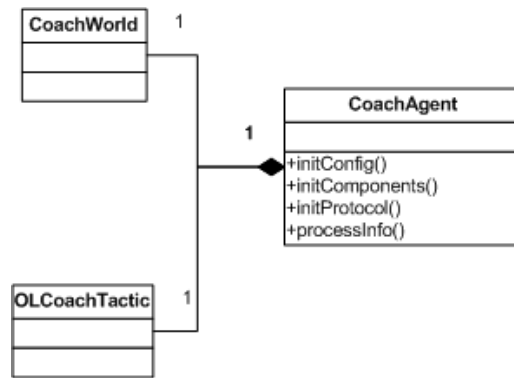 CoachWorld
1
CoachAgent
1
+initConfig()
+initComponents()
+initProtocol()
+processInfo()
OLCoachTactic
1